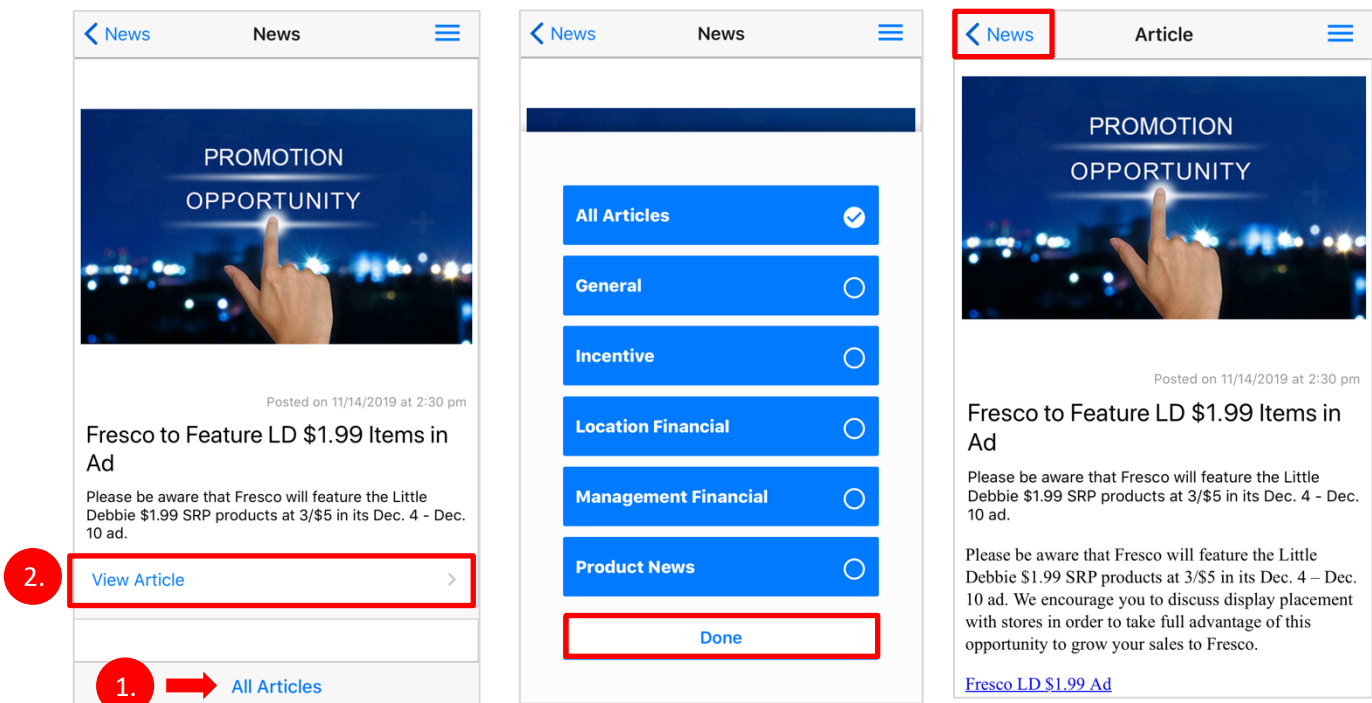 News
News
PROMOTION
OPPORTUNITY
Posted on 11/14/2019 at 2:30 pm
Fresco to Feature LD $1.99 Items in
Ad
Please be aware that Fresco will feature the Little
Debbie $1.99 SRP products at 3/$5 in its Dec. 4 - Dec.
10 ad.
2.
View Article
1.
All Articles
News
News
All Articles
General
Incentive
Location Financial
Management Financial
Product News
Done
News
Article
PROMOTION
OPPORTUNITY
Posted on 11/14/2019 at 2:30 pm
Fresco to Feature LD $1.99 Items in
Ad
Please be aware that Fresco will feature the Little
Debbie $1.99 SRP products at 3/$5 in its Dec. 4 - Dec.
10 ad.
Please be aware that Fresco will feature the Little
Debbie $1.99 SRP products at 3/$5 in its Dec. 4 – Dec.
10 ad. We encourage you to discuss display placement
with stores in order to take full advantage of this
opportunity to grow your sales to Fresco.
Fresco LD $1.99 Ad